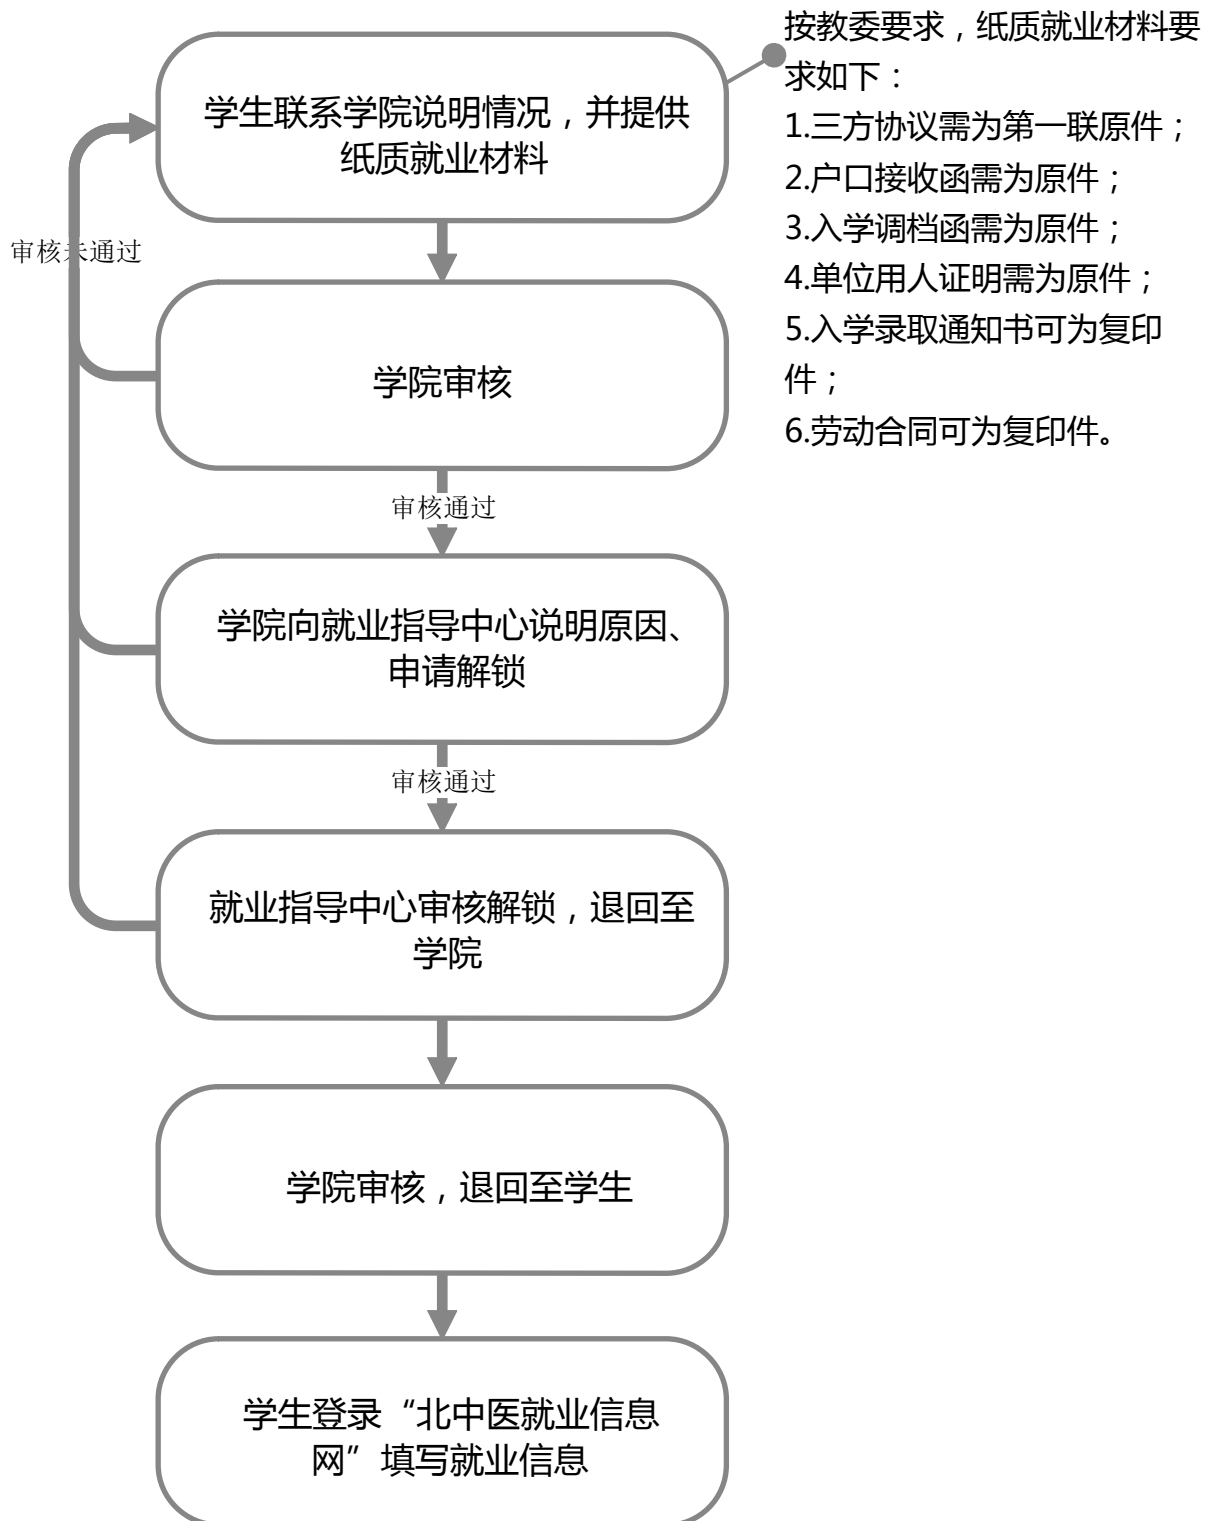 按教委要求，纸质就业材料要
求如下：
1.三方协议需为第一联原件；
2.户口接收函需为原件；
3.入学调档函需为原件；
4.单位用人证明需为原件；
5.入学录取通知书可为复印
件；
6.劳动合同可为复印件。
学生联系学院说明情况，并提供
纸质就业材料
审核未通过
学院审核
审核通过
学院向就业指导中心说明原因、
申请解锁
审核通过
就业指导中心审核解锁，退回至
学院
学院审核，退回至学生
学生登录“北中医就业信息
网”填写就业信息